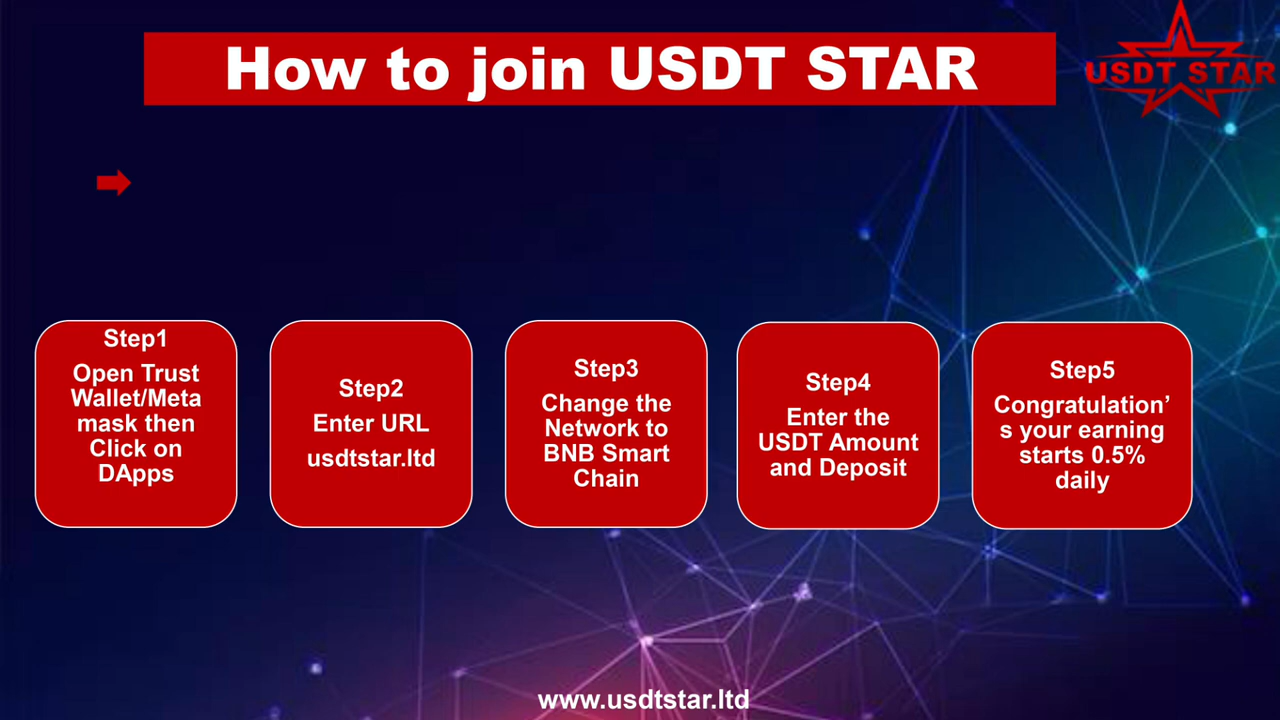 How to join USDT STAR
USDT STAR
Step1
Open Trust
Wallet/Meta
mask then
Click on
DApps
Step2
Enter URL
usdtstar.ltd
Step3
Change the
Network to
BNB Smart
Chain
Step4
Enter the
USDT Amount
and Deposit
Step5
Congratulation’
s your earning
starts 0.5%
daily
www.usdtstar.ltd